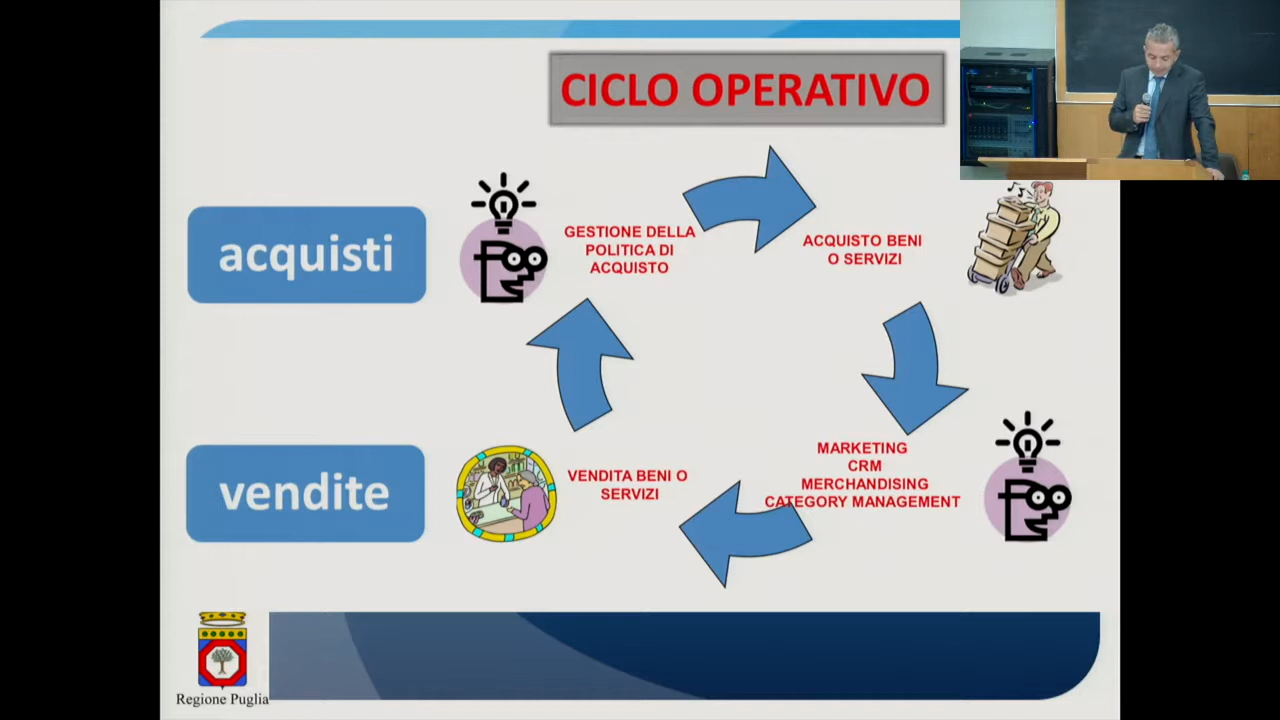 CICLO OPERATIVO
acquisti
GESTIONE DELLA
POLITICA DI
ACQUISTO
ACQUISTO BENI
O SERVIZI
vendite
VENDITA BENI O
SERVIZI
MARKETING
CRM
MERCHANDISING
CATEGORY MANAGEMENT
Regione Puglia